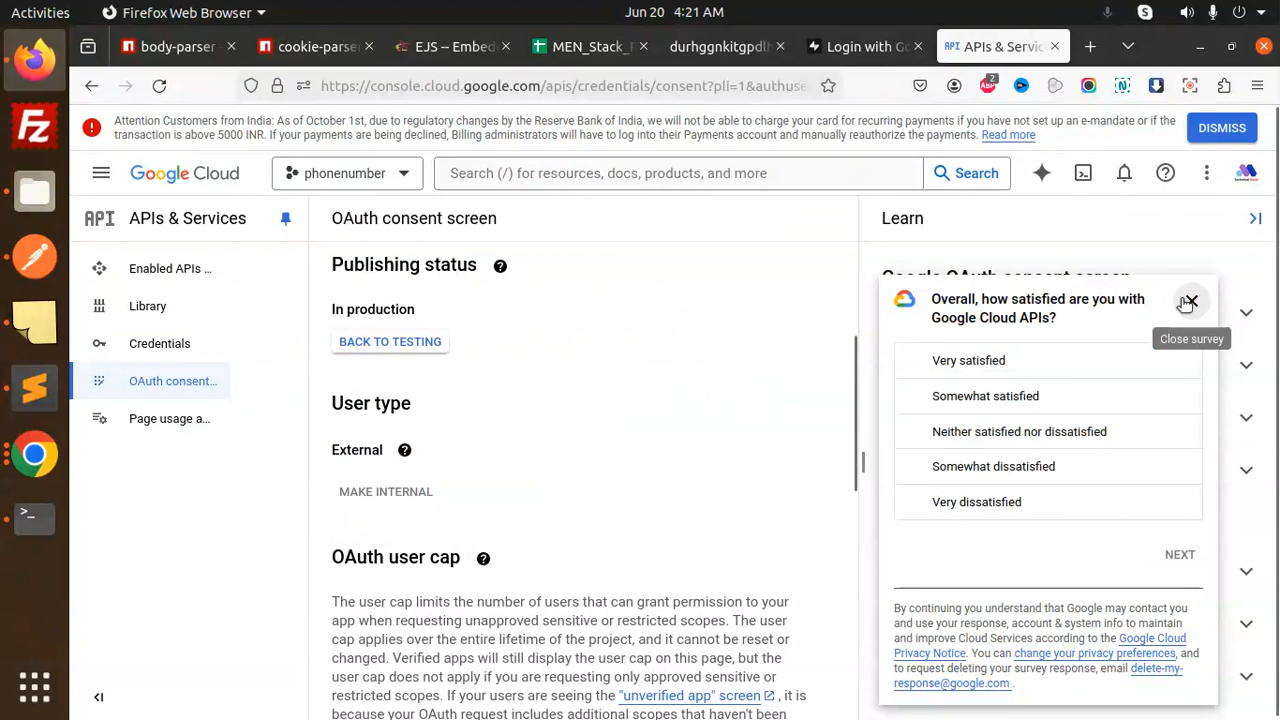 Activities
Firefox Web Browser
Jun 20 4:21 AM
body-parser
cookie-parse
EJS -- Embed
MEN_Stack_
durhggnkitgpdl
Login with Go
API APIs & Servic
https://console.cloud.google.com/apis/credentials/consent?pli=1&authuse
2
Attention Customers from India: As of October 1st, due to regulatory changes by the Reserve Bank of India, we will not be able to charge your card for recurring payments if you have not set up an e-mandate or if the
transaction is above 5000 INR. If your payments are being declined, Billing administrators will have to log into their Payments account and manually reauthorize the payments. Read more
DISMISS
Google Cloud
phonenumber
Search (/) for resources, docs, products, and more
Search
API APIs & Services
Enabled APIs ...
Library
Credentials
OAuth consent...
Page usage a...
OAuth consent screen
Publishing status
In production
BACK TO TESTING
User type
External
MAKE INTERNAL
OAuth user cap
The user cap limits the number of users that can grant permission to your
app when requesting unapproved sensitive or restricted scopes. The user
cap applies over the entire lifetime of the project, and it cannot be reset or
changed. Verified apps will still display the user cap on this page, but the
user cap does not apply if you are requesting only approved sensitive or
restricted scopes. If your users are seeing the "unverified app" screen, it is
because your OAuth request includes additional scopes that haven't been
Learn
Google OAuth consent screen
Overall, how satisfied are you with
Google Cloud APIs?
Close survey
Very satisfied
Somewhat satisfied
Neither satisfied nor dissatisfied
Somewhat dissatisfied
Very dissatisfied
NEXT
By continuing you understand that Google may contact you
and use your response, account & system info to maintain
and improve Cloud Services according to the Google Cloud
Privacy Notice. You can change your privacy preferences, and
to request deleting your survey response, email delete-my-
response@google.com .